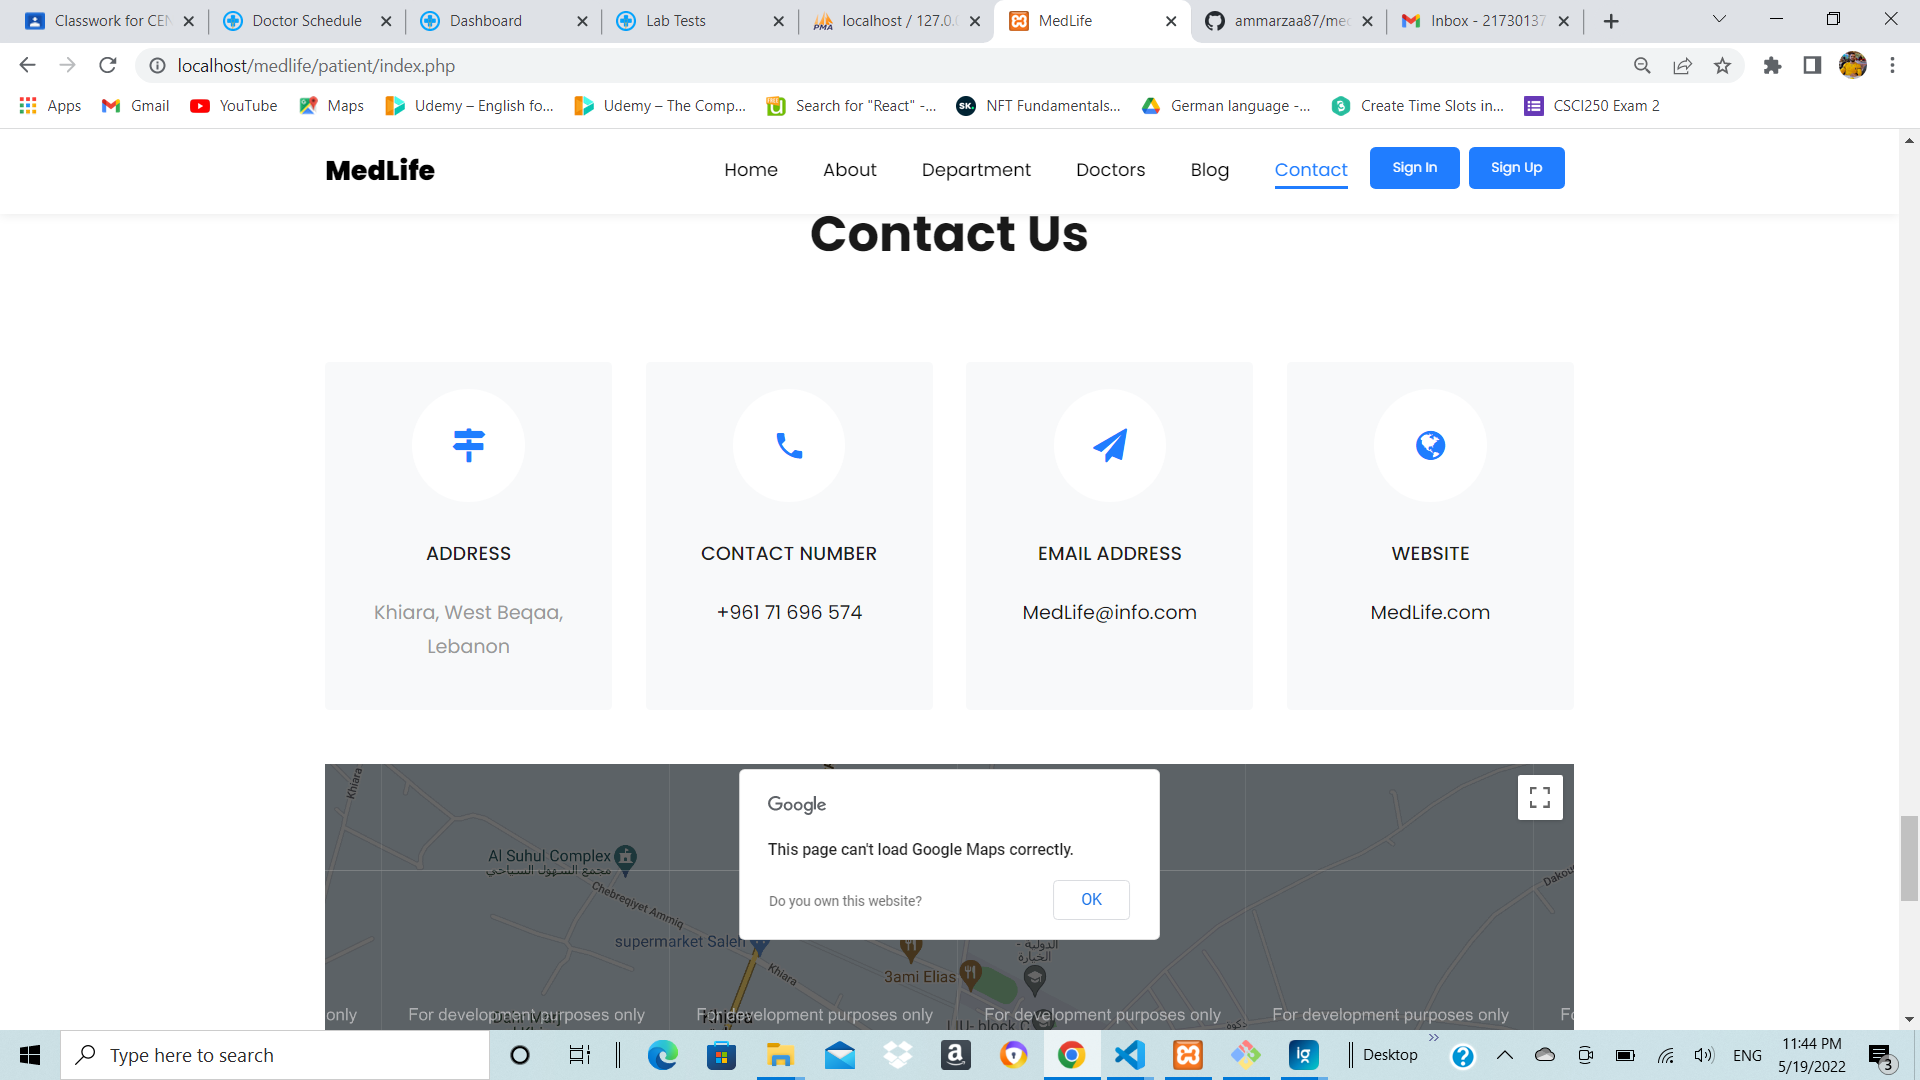 Classwork for CEN
Doctor Schedule
Dashboard
Lab Tests
localhost / 127.0.0
MedLife
ammarzaa87/med
Inbox - 21730137
localhost/medlife/patient/index.php
Apps
Gmail
YouTube
Maps
Udemy – English fo...
Udemy – The Comp...
Search for "React" -...
NFT Fundamentals...
German language -...
Create Time Slots in...
CSCI250 Exam 2
MedLife
Home
About
Department
Doctors
Blog
Contact
Sign In
Sign Up
Contact Us
ADDRESS
Khiara, West Beqaa,
Lebanon
CONTACT NUMBER
+961 71 696 574
EMAIL ADDRESS
MedLife@info.com
WEBSITE
MedLife.com
Google
This page can't load Google Maps correctly.
Do you own this website?
OK
Khiara
Al Suhul Complex
مجمع السهول السياحي
Chebreqiyet Ammiq
supermarket Saleh
Khiara
3ami Elias
الدولية -
الخيارة
Dakou
only
For development purposes only
For development purposes only
For development purposes only
For development purposes only
Khiara
LIU- block C
دكوة
Type here to search
Desktop
ENG
11:44 PM
5/19/2022
3